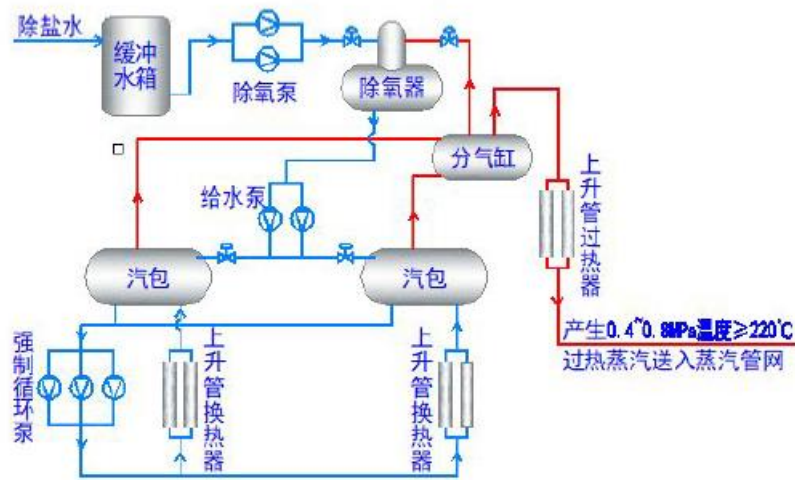 除盐水
缓冲
水箱
除氧泵
除氧器
分气缸
给水泵
上升管过热器
汽包
汽包
产生0.4~0.8MPa温度≥220℃
过热蒸汽送入蒸汽管网
强制循环泵
上升管换热器
上升管换热器